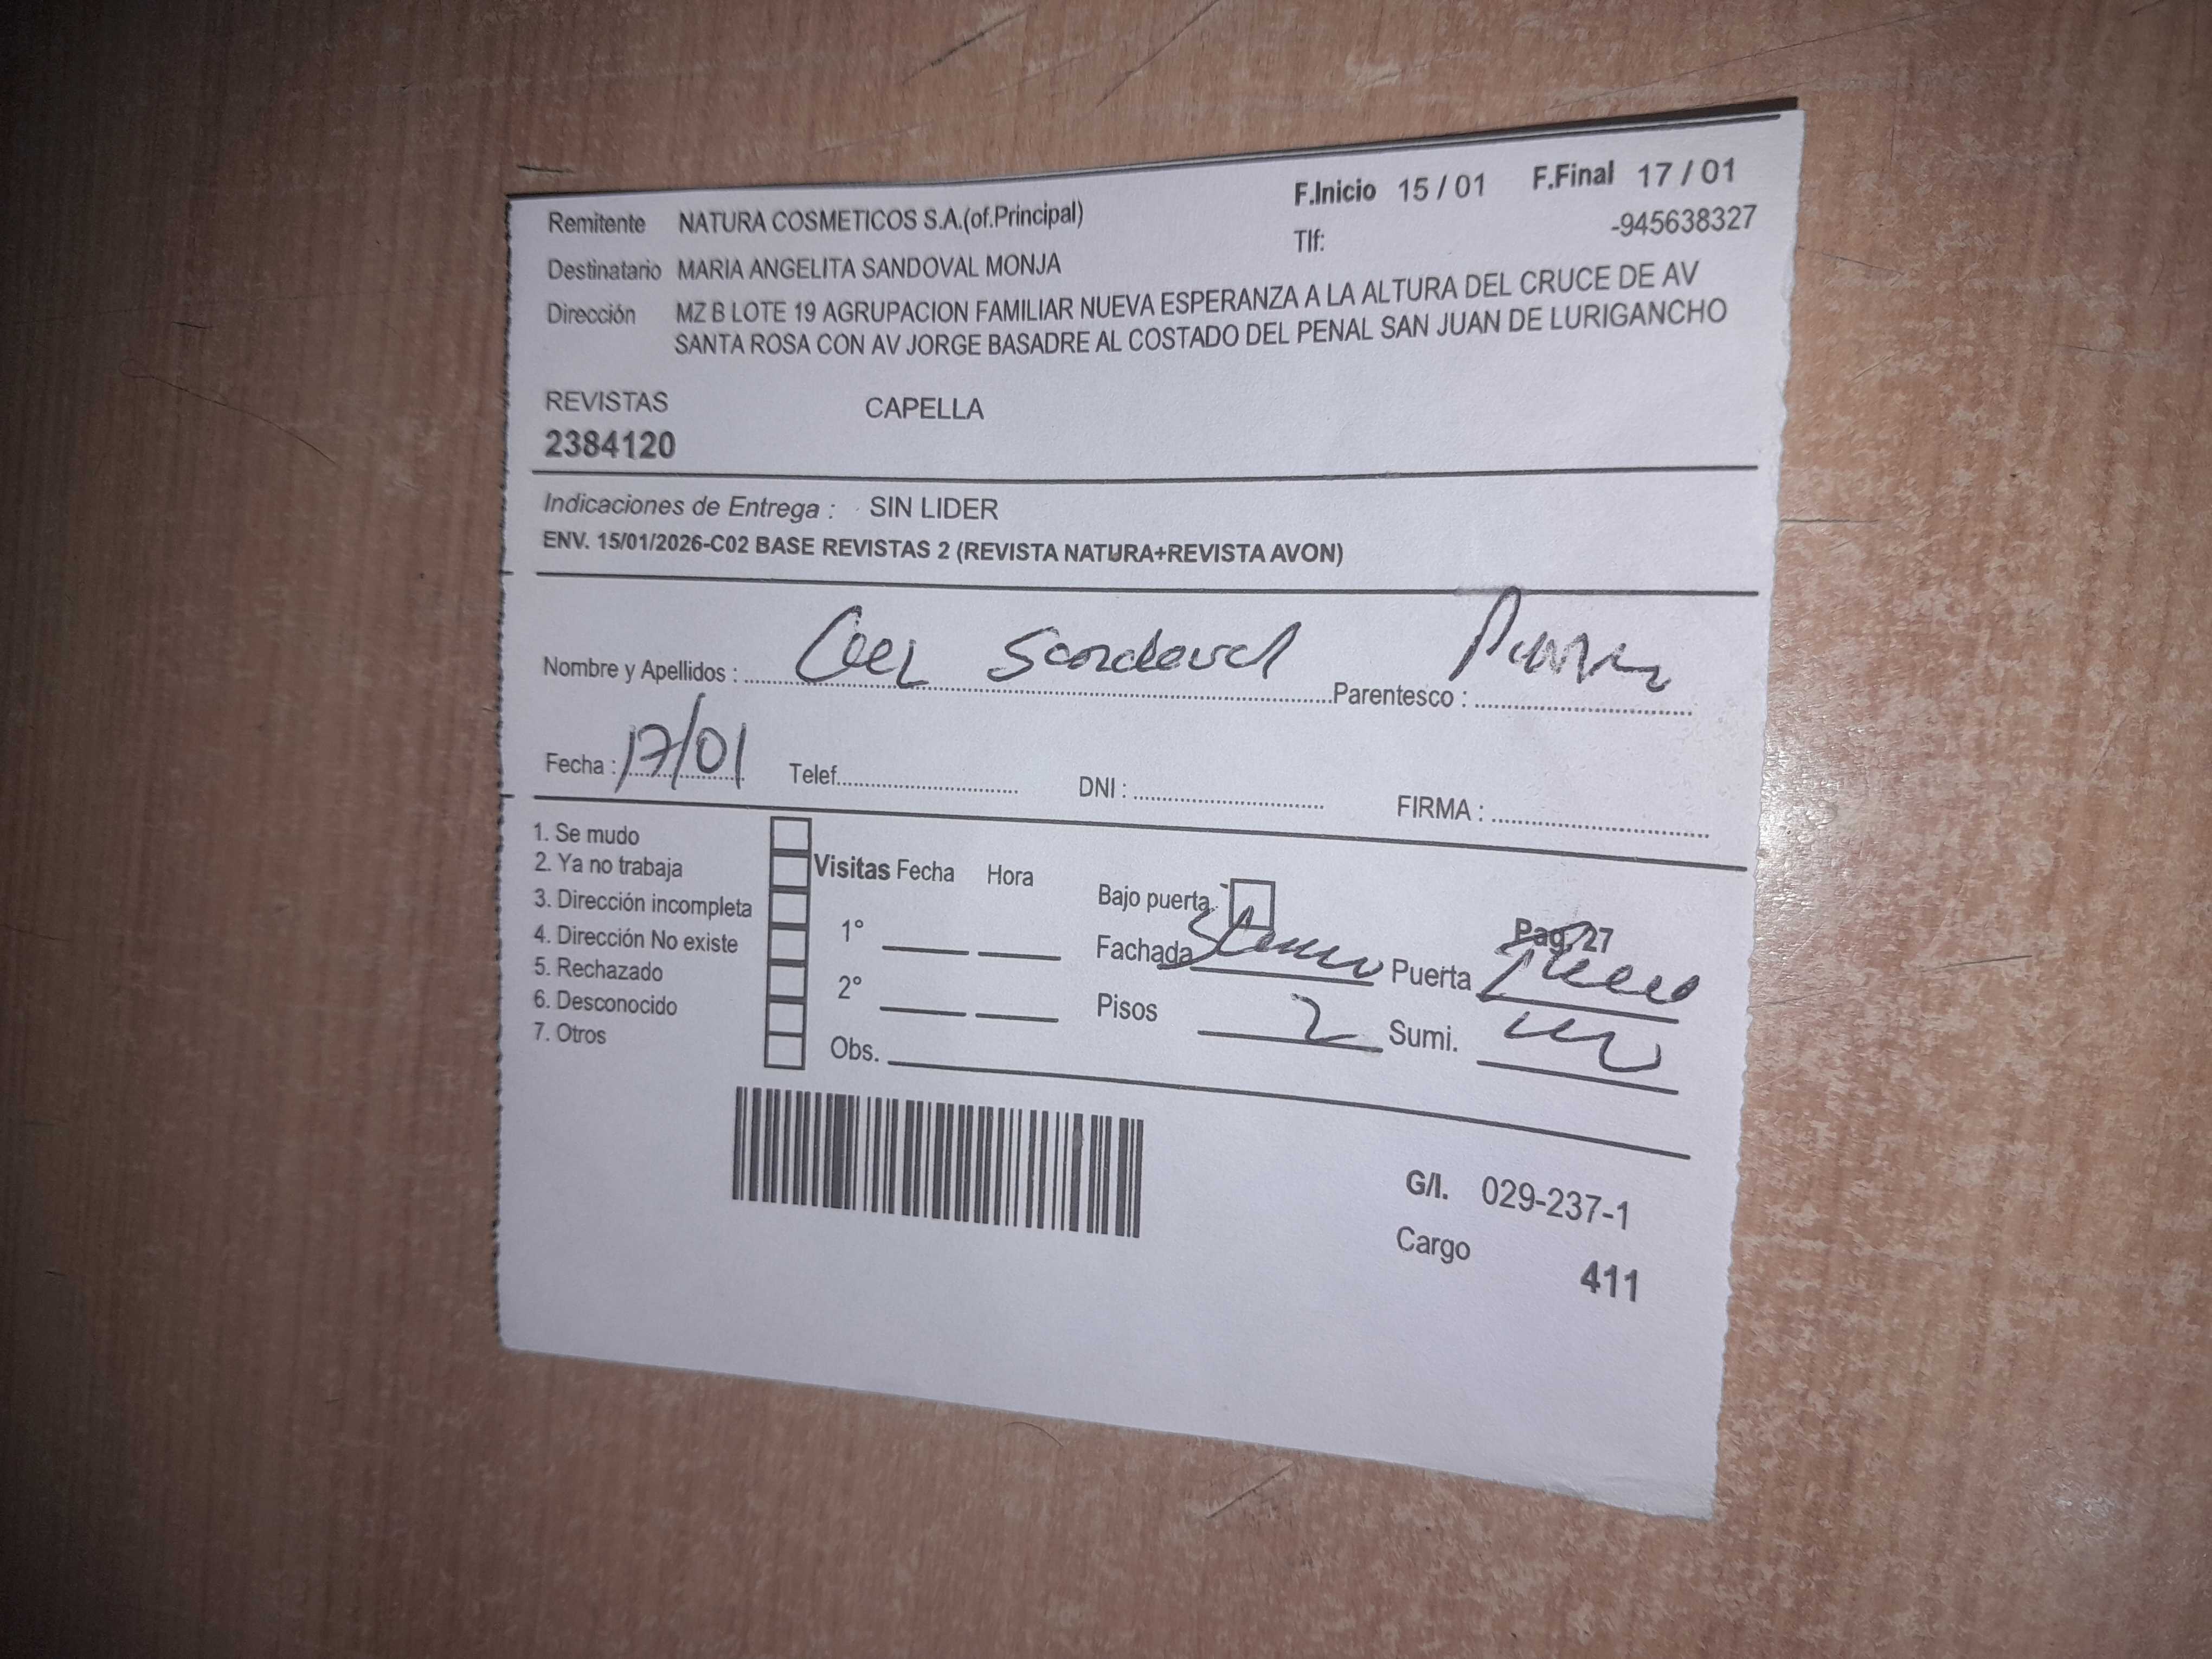 F.Inicio 15 / 01 F.Final 17 / 01
Remitente NATURA COSMETICOS S.A.(of.Principal)
Tlf: -945638327
Destinatario MARIA ANGELITA SANDOVAL MONJA
Dirección MZ B LOTE 19 AGRUPACION FAMILIAR NUEVA ESPERANZA A LA ALTURA DEL CRUCE DE AV
SANTA ROSA CON AV JORGE BASADRE AL COSTADO DEL PENAL SAN JUAN DE LURIGANCHO
REVISTAS CAPELLA
2384120
Indicaciones de Entrega : SIN LIDER
ENV. 15/01/2026-C02 BASE REVISTAS 2 (REVISTA NATURA+REVISTA AVON)
Nombre y Apellidos : Sandoval Parentesco :
Fecha : 17/01 Telef. DNI : FIRMA :
1. Se mudo
2. Ya no trabaja
3. Dirección incompleta
4. Dirección No existe
5. Rechazado
6. Desconocido
7. Otros
Visitas Fecha Hora
1°
2°
Obs.
Bajo puerta Pag. 27
Fachada Puerta
Pisos 2 Sumi.
G/I. 029-237-1
Cargo 411